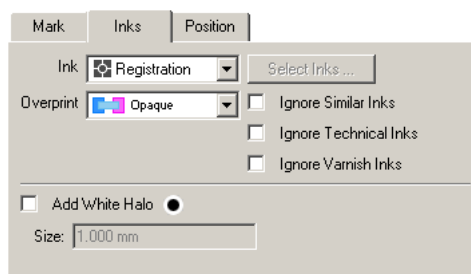 Mark Inks Position
Ink Registration Select Inks ...
Overprint Opaque Ignore Similar Inks
Ignore Technical Inks
Ignore Varnish Inks
Add White Halo
Size: 1.000 mm